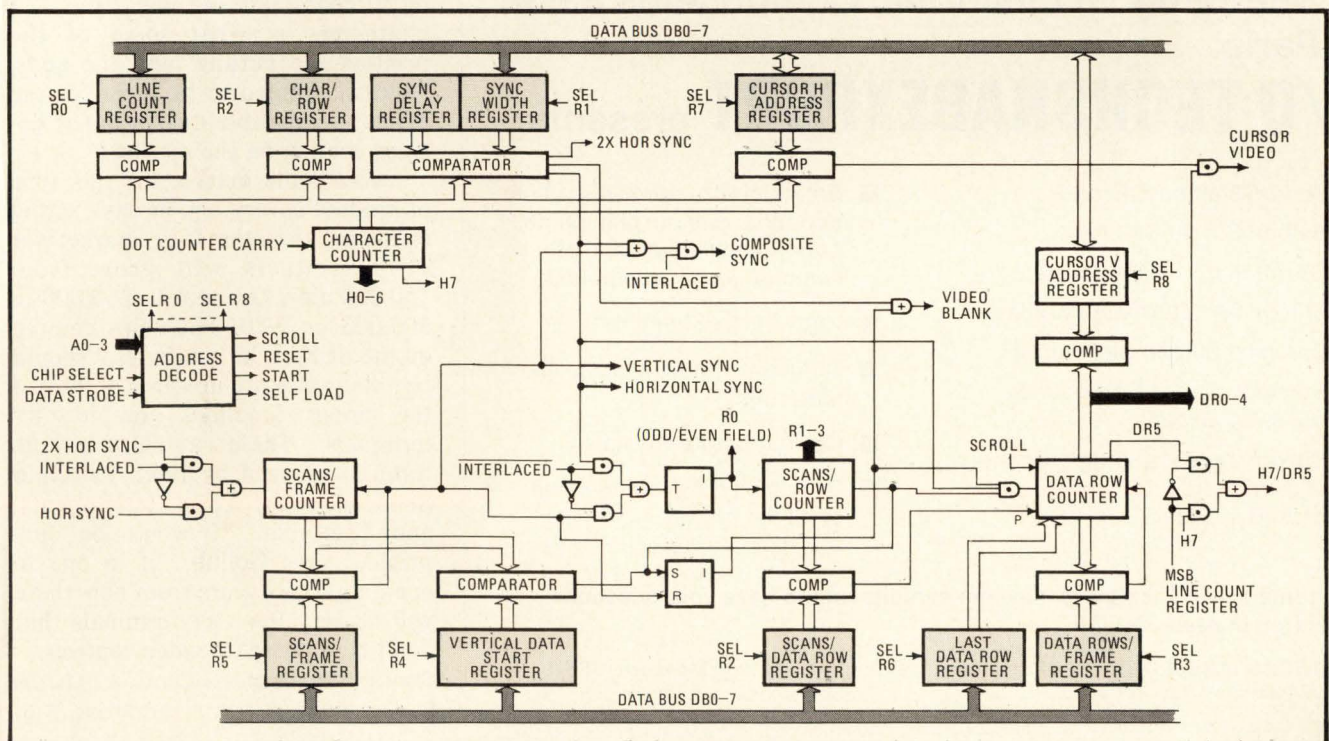 DATA BUS DB0–7
SEL
R0
LINE
COUNT
REGISTER
SEL
R2
CHAR/
ROW
REGISTER
SYNC
DELAY
REGISTER
SYNC
WIDTH
REGISTER
SEL
R1
SEL
R7
CURSOR H
ADDRESS
REGISTER
COMP
COMP
COMPARATOR
2X HOR SYNC
COMP
CURSOR
VIDEO
DOT COUNTER CARRY
CHARACTER
COUNTER
H7
H0–6
COMPOSITE
SYNC
INTERLACED
CURSOR V
ADDRESS
REGISTER
SEL
R8
VIDEO
BLANK
SELR 0
SELR 8
A0–3
CHIP SELECT
DATA STROBE
ADDRESS
DECODE
SCROLL
RESET
START
SELF LOAD
VERTICAL SYNC
HORIZONTAL SYNC
COMP
DR0–4
2X HOR SYNC
INTERLACED
HOR SYNC
SCANS/
FRAME
COUNTER
INTERLACED
T
I
R0
(ODD/EVEN FIELD)
R1–3
SCANS/
ROW
COUNTER
SCROLL
P
DATA ROW
COUNTER
DR5
H7/DR5
H7
MSB
LINE COUNT
REGISTER
COMP
COMPARATOR
S
I
R
COMP
COMP
SEL
R5
SCANS/
FRAME
REGISTER
SEL
R4
VERTICAL DATA
START
REGISTER
SEL
R2
SCANS/
DATA ROW
REGISTER
SEL
R6
LAST
DATA ROW
REGISTER
DATA ROWS/
FRAME
REGISTER
SEL
R3
DATA BUS DB0–7